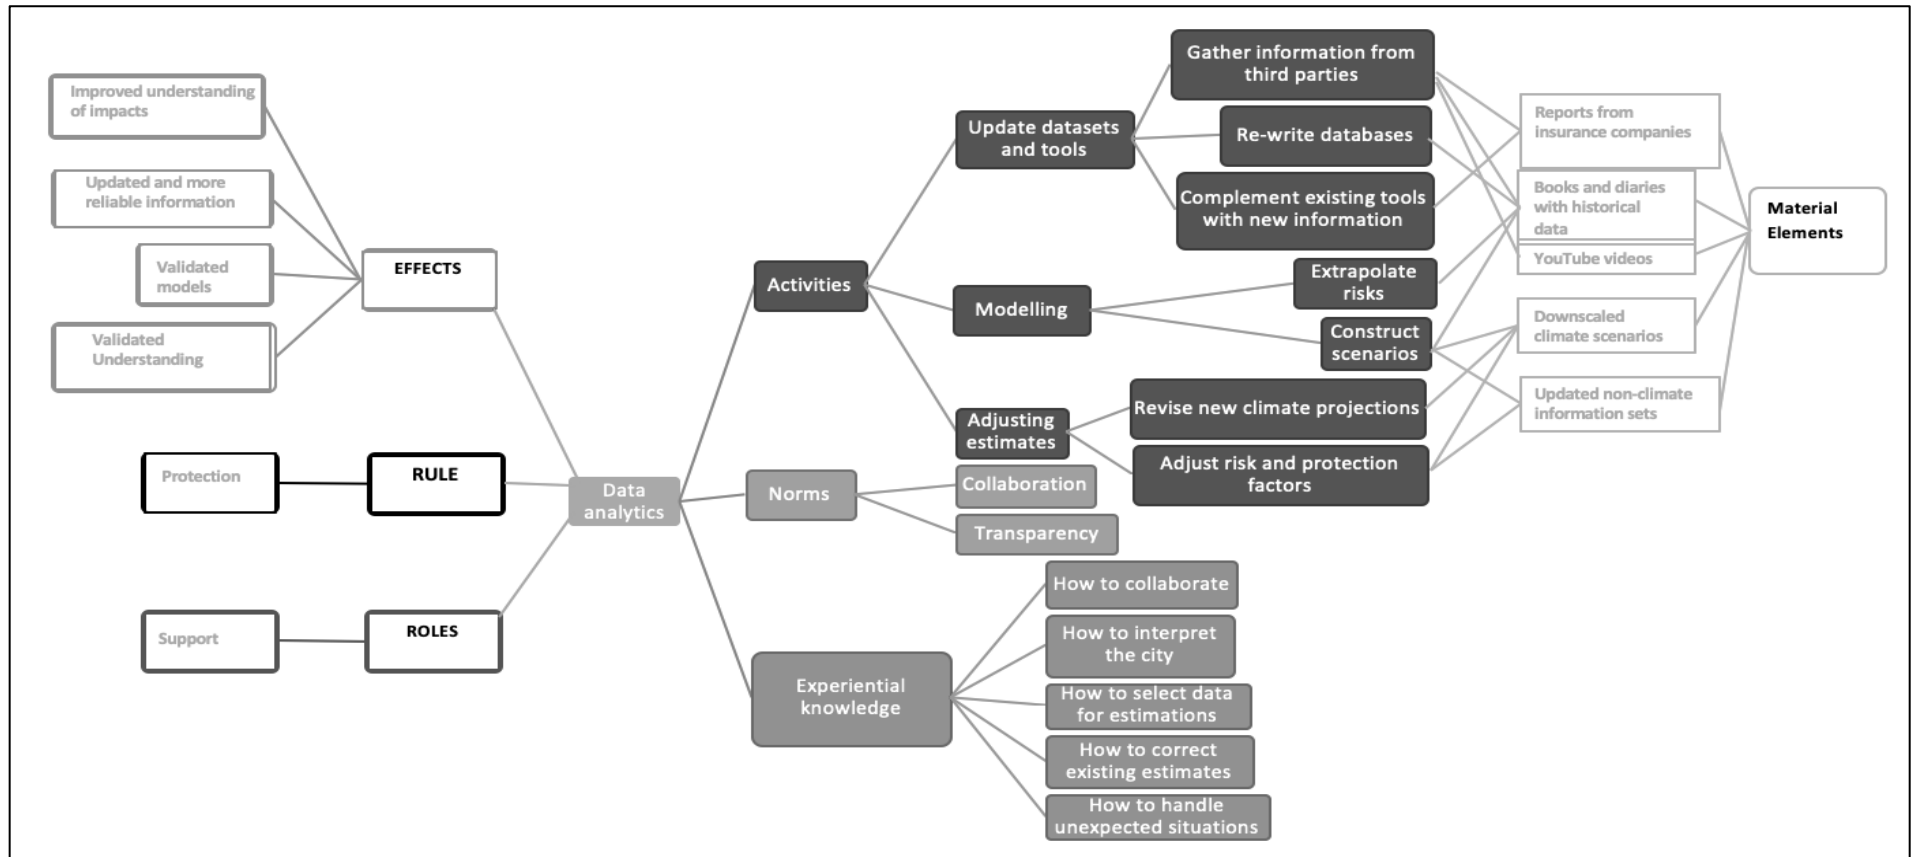 Improved understanding
of impacts
Updated and more
reliable information
Validated
models
Validated
Understanding
EFFECTS
Protection
RULE
Support
ROLES
Data
analytics
Activities
Norms
Experiential
knowledge
Update datasets
and tools
Modelling
Adjusting
estimates
Collaboration
Transparency
How to collaborate
How to interpret
the city
How to select data
for estimations
How to correct
existing estimates
How to handle
unexpected situations
Gather information from
third parties
Re-write databases
Complement existing tools
with new information
Extrapolate
risks
Construct
scenarios
Revise new climate projections
Adjust risk and protection
factors
Reports from
insurance companies
Books and diaries
with historical
data
YouTube videos
Downscaled
climate scenarios
Updated non-climate
information sets
Material
Elements